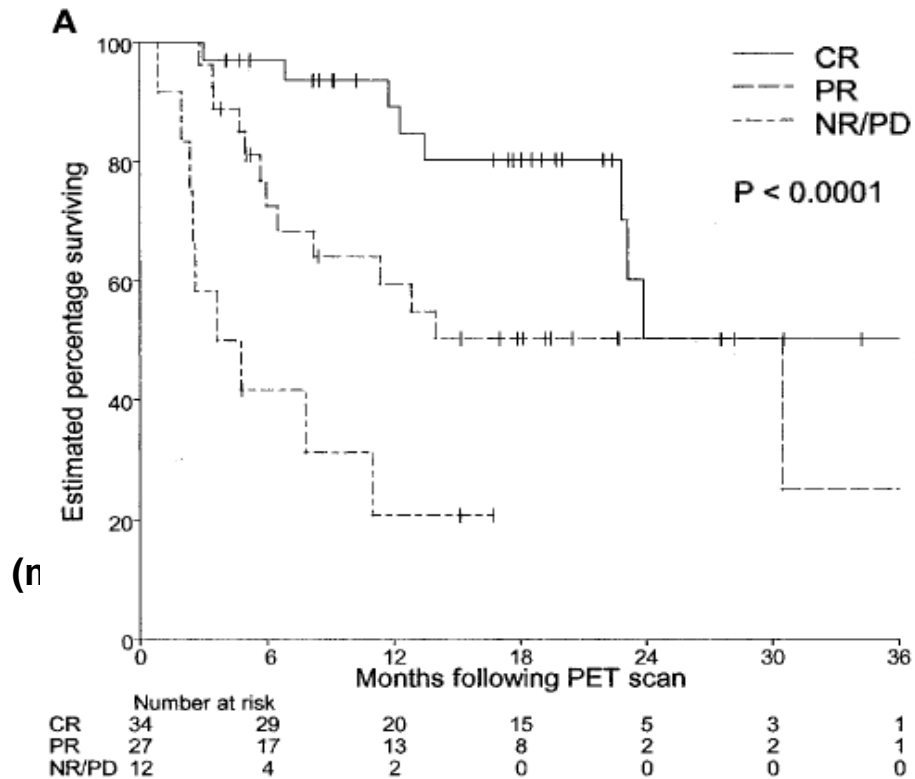 A
100
80
60
40
20
0
Estimated percentage surviving
CR
PR
NR/PD
P < 0.0001
0 6 12 18 24 30 36
Months following PET scan
Number at risk
CR 34 29 20 15 5 3 1
PR 27 17 13 8 2 2 1
NR/PD 12 4 2 0 0 0 0